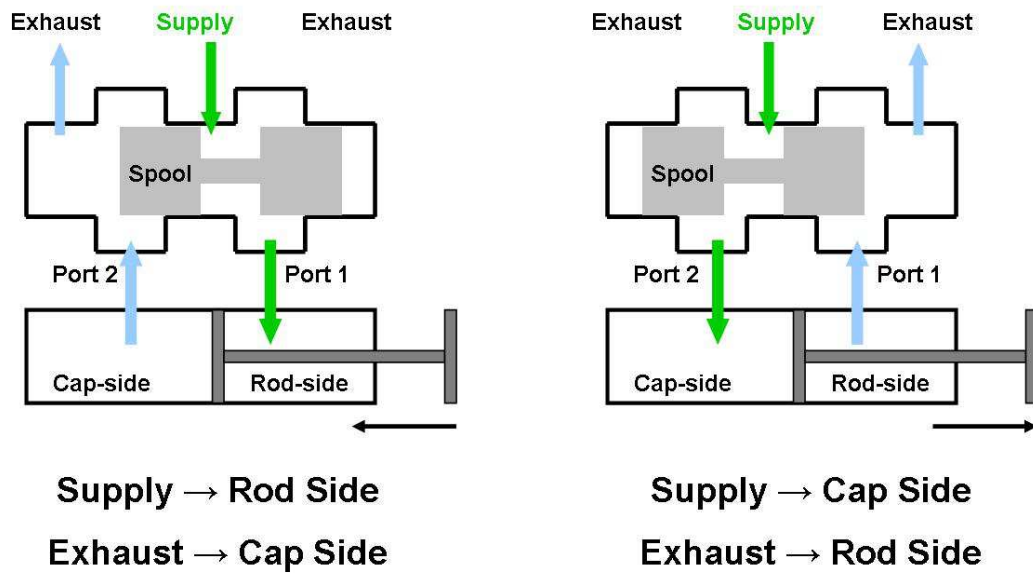 Exhaust Supply Exhaust
Spool
Port 2 Port 1
Cap-side Rod-side
Supply → Rod Side
Exhaust → Cap Side
Exhaust Supply Exhaust
Spool
Port 2 Port 1
Cap-side Rod-side
Supply → Cap Side
Exhaust → Rod Side